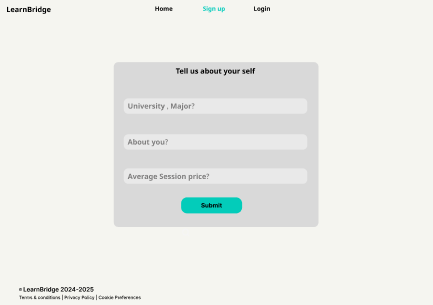 LearnBridge Home Sign up Login
Tell us about your self
University , Major?
About you?
Average Session price?
Submit
© LearnBridge 2024-2025
Terms & conditions | Privacy Policy | Cookie Preferences